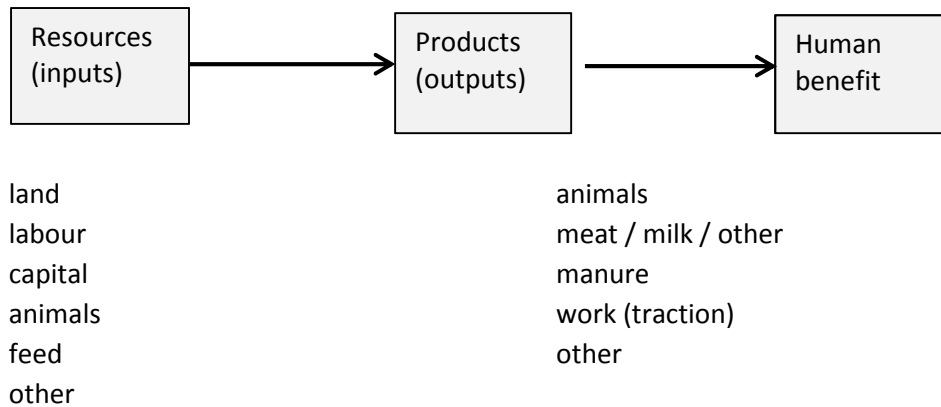 Resources
(inputs)
Products
(outputs)
Human
benefit
land
labour
capital
animals
feed
other
animals
meat / milk / other
manure
work (traction)
other